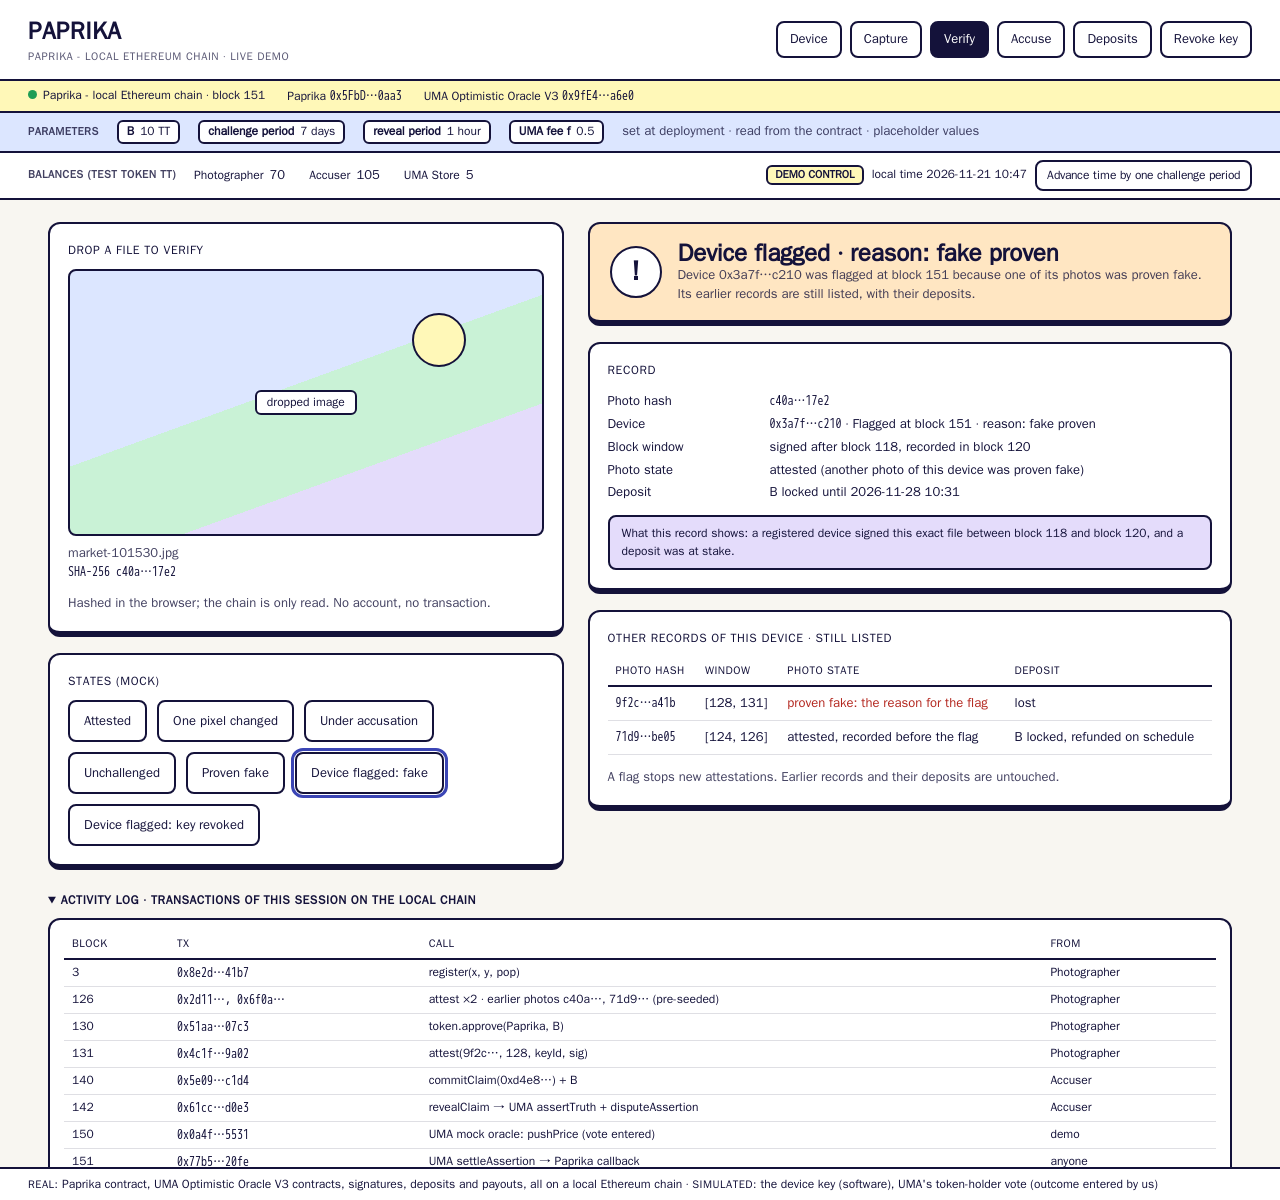 PAPRIKA
PAPRIKA - LOCAL ETHEREUM CHAIN · LIVE DEMO
Device
Capture
Verify
Accuse
Deposits
Revoke key
Paprika - local Ethereum chain · block 151
Paprika 0x5FbD···0aa3
UMA Optimistic Oracle V3 0x9fE4···a6e0
PARAMETERS
B 10 TT
challenge period 7 days
reveal period 1 hour
UMA fee f 0.5
set at deployment · read from the contract · placeholder values
BALANCES (TEST TOKEN TT)
Photographer 70
Accuser 105
UMA Store 5
DEMO CONTROL
local time 2026-11-21 10:47
Advance time by one challenge period
DROP A FILE TO VERIFY
dropped image
market-101530.jpg
SHA-256 c40a···17e2
Hashed in the browser; the chain is only read. No account, no transaction.
STATES (MOCK)
Attested
One pixel changed
Under accusation
Unchallenged
Proven fake
Device flagged: fake
Device flagged: key revoked
!
Device flagged · reason: fake proven
Device 0x3a7f···c210 was flagged at block 151 because one of its photos was proven fake.
Its earlier records are still listed, with their deposits.
RECORD
Photo hash c40a···17e2
Device 0x3a7f···c210 · Flagged at block 151 · reason: fake proven
Block window signed after block 118, recorded in block 120
Photo state attested (another photo of this device was proven fake)
Deposit B locked until 2026-11-28 10:31
What this record shows: a registered device signed this exact file between block 118 and block 120, and a
deposit was at stake.
OTHER RECORDS OF THIS DEVICE · STILL LISTED
PHOTO HASH WINDOW PHOTO STATE DEPOSIT
9f2c···a41b [128, 131] proven fake: the reason for the flag lost
71d9···be05 [124, 126] attested, recorded before the flag B locked, refunded on schedule
A flag stops new attestations. Earlier records and their deposits are untouched.
▼ ACTIVITY LOG · TRANSACTIONS OF THIS SESSION ON THE LOCAL CHAIN
BLOCK TX CALL FROM
3 0x8e2d···41b7 register(x, y, pop) Photographer
126 0x2d11···, 0x6f0a··· attest ×2 · earlier photos c40a···, 71d9··· (pre-seeded) Photographer
130 0x51aa···07c3 token.approve(Paprika, B) Photographer
131 0x4c1f···9a02 attest(9f2c···, 128, keyId, sig) Photographer
140 0x5e09···c1d4 commitClaim(0xd4e8···) + B Accuser
142 0x61cc···d0e3 revealClaim → UMA assertTruth + disputeAssertion Accuser
150 0x0a4f···5531 UMA mock oracle: pushPrice (vote entered) demo
151 0x77b5···20fe UMA settleAssertion → Paprika callback anyone
REAL: Paprika contract, UMA Optimistic Oracle V3 contracts, signatures, deposits and payouts, all on a local Ethereum chain · SIMULATED: the device key (software), UMA's token-holder vote (outcome entered by us)